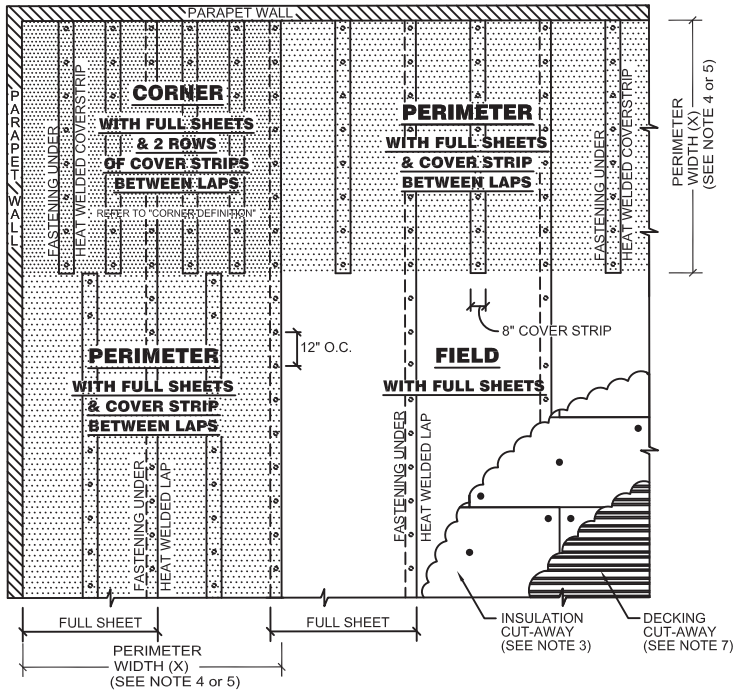 PARAPET WALL
PARAPET WALL
CORNER
WITH FULL SHEETS
& 2 ROWS
OF COVER STRIPS
BETWEEN LAPS
REFER TO "CORNER DEFINITION"
FASTENING UNDER
HEAT WELDED COVERSTRIP
PERIMETER
WITH FULL SHEETS
& COVER STRIP
BETWEEN LAPS
FASTENING UNDER
HEAT WELDED COVERSTRIP
PERIMETER
WIDTH (X)
(SEE NOTE 4 or 5)
8" COVER STRIP
12" O.C.
PERIMETER
WITH FULL SHEETS
& COVER STRIP
BETWEEN LAPS
FIELD
WITH FULL SHEETS
FASTENING UNDER
HEAT WELDED LAP
FASTENING UNDER
HEAT WELDED LAP
FULL SHEET
FULL SHEET
INSULATION
CUT-AWAY
(SEE NOTE 3)
DECKING
CUT-AWAY
(SEE NOTE 7)
PERIMETER
WIDTH (X)
(SEE NOTE 4 or 5)